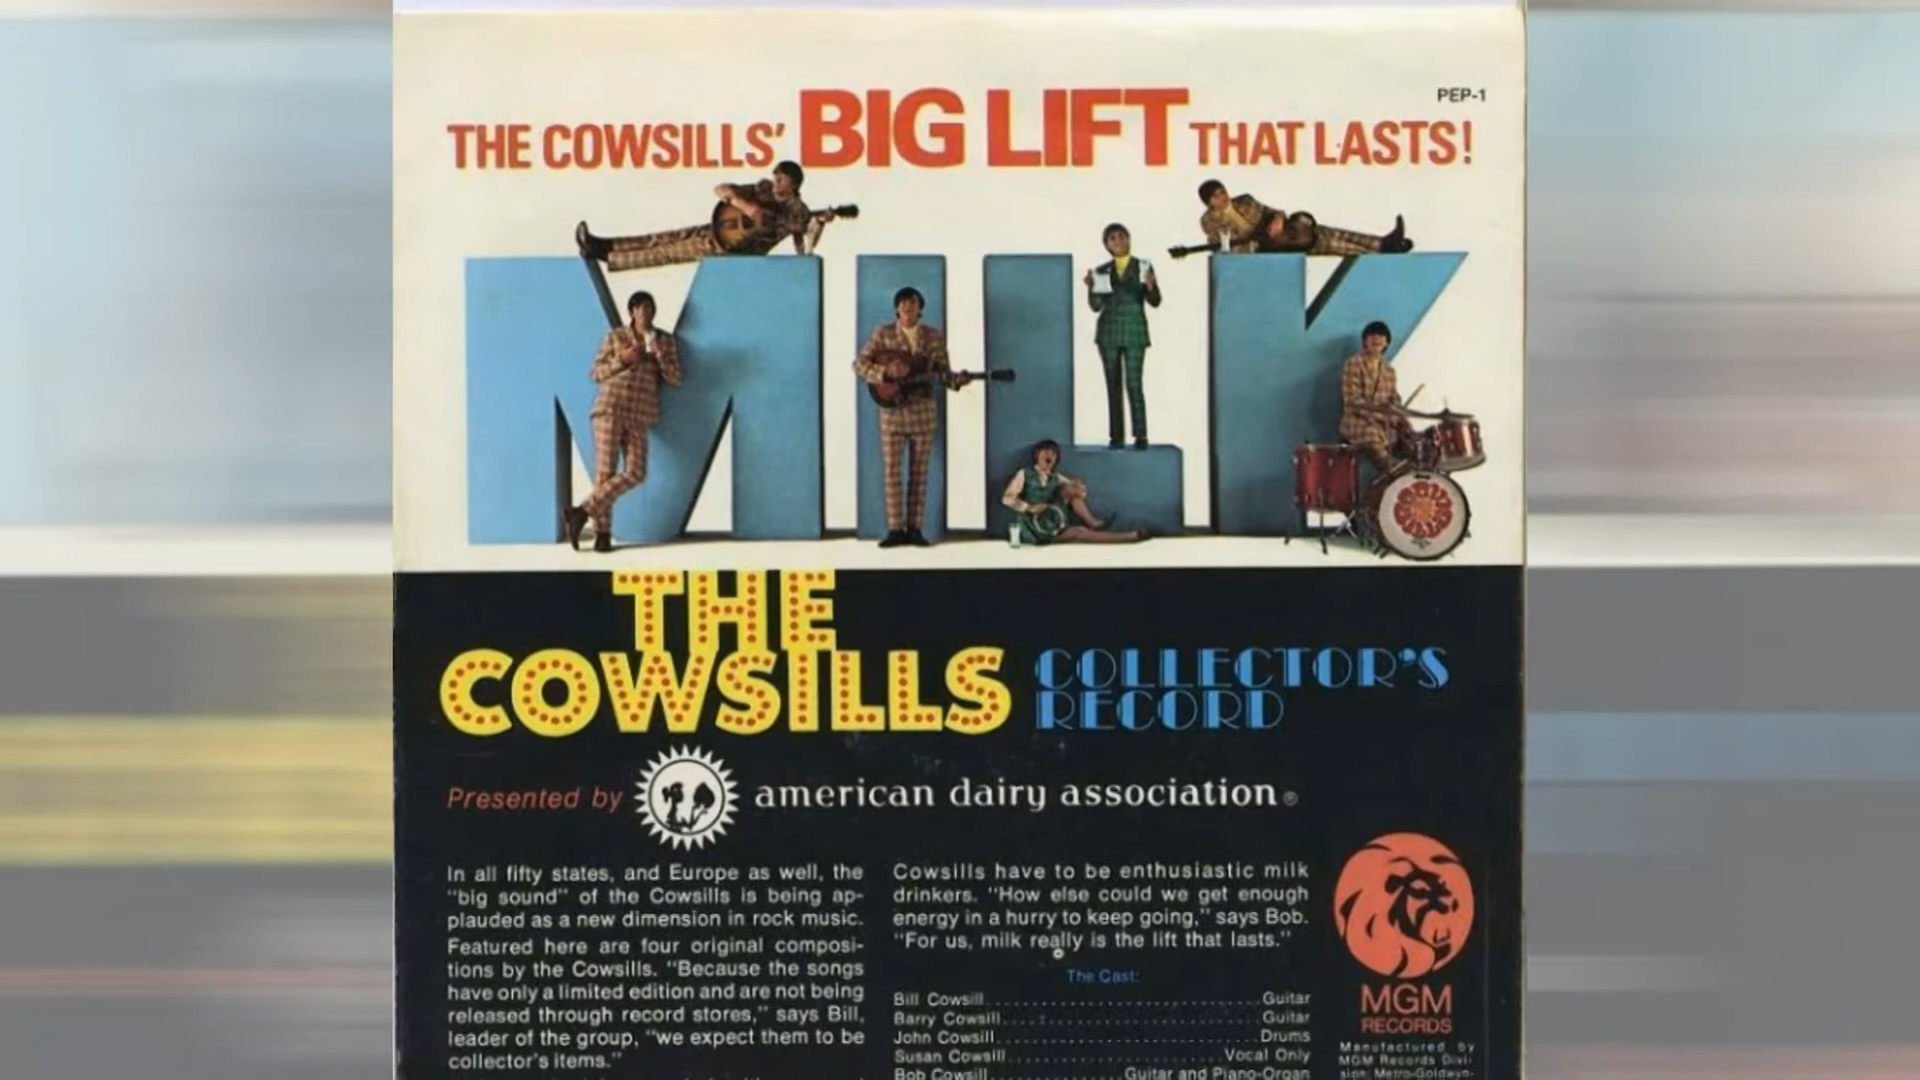 PEP-1
THE COWSILLS' BIG LIFT THAT LASTS!
MILK
THE
COWSILLS
COLLECTOR'S
RECORD
Presented by american dairy association®
In all fifty states, and Europe as well, the
"big sound" of the Cowsills is being ap-
plauded as a new dimension in rock music.
Featured here are four original composi-
tions by the Cowsills. "Because the songs
have only a limited edition and are not being
released through record stores," says Bill,
leader of the group, "we expect them to be
collector's items."
Cowsills have to be enthusiastic milk
drinkers. "How else could we get enough
energy in a hurry to keep going," says Bob.
"For us, milk really is the lift that lasts."
The Cast:
Bill Cowsill Guitar
Barry Cowsill Guitar
John Cowsill Drums
Susan Cowsill Vocal Only
Bob Cowsill Guitar and Piano-Organ
MGM
RECORDS
Manufactured by
MGM Records Divi-
sion Metro-Goldwyn-